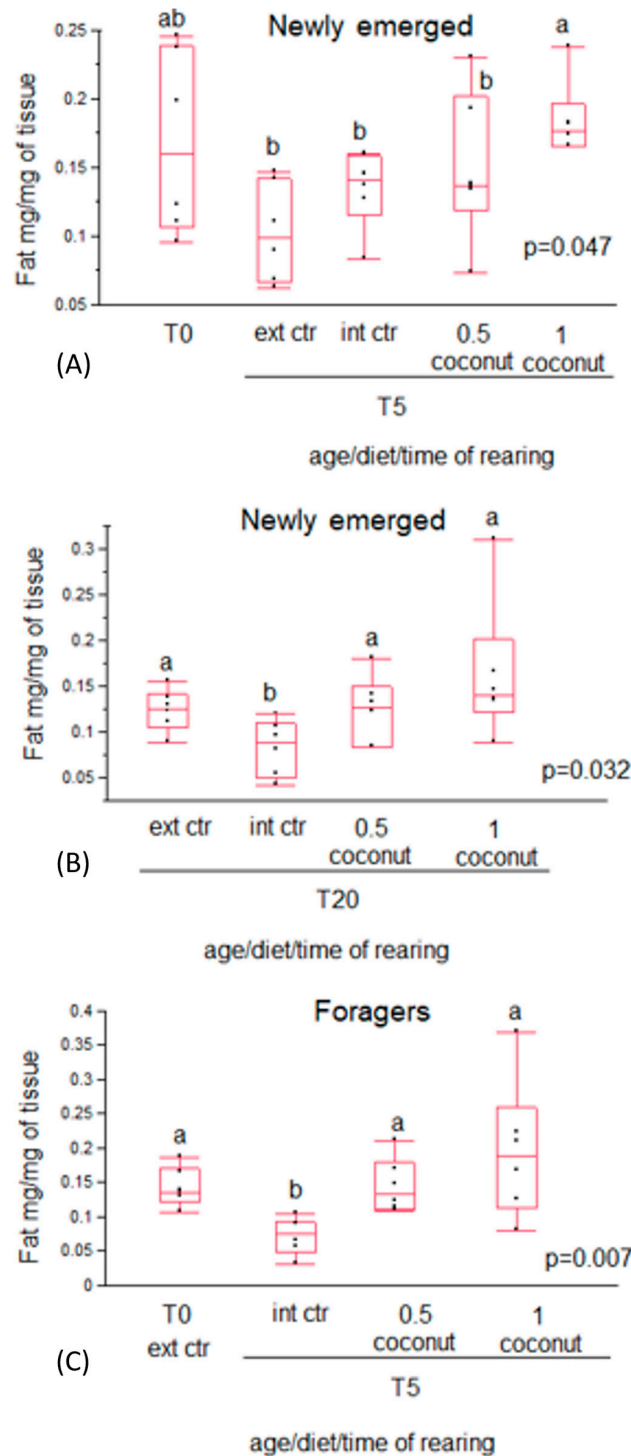 Newly emerged
Fat mg/mg of tissue
0.25
0.2
0.15
0.1
0.05
ab
b
b
b
a
p=0.047
T0
ext ctr
int ctr
0.5
coconut
1
coconut
T5
(A)
age/diet/time of rearing
Newly emerged
Fat mg/mg of tissue
0.3
0.25
0.2
0.15
0.1
0.05
a
b
a
a
p=0.032
ext ctr
int ctr
0.5
coconut
1
coconut
(B)
T20
age/diet/time of rearing
Foragers
Fat mg/mg of tissue
0.4
0.35
0.3
0.25
0.2
0.15
0.1
0.05
0
a
b
a
a
p=0.007
T0
ext ctr
int ctr
0.5
coconut
1
coconut
(C)
T5
age/diet/time of rearing